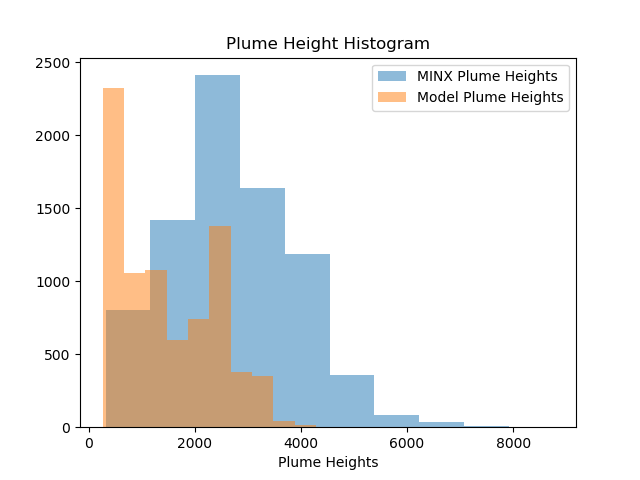 Plume Height Histogram
MINX Plume Heights
Model Plume Heights
2500
2000
1500
1000
500
0
0 2000 4000 6000 8000
Plume Heights